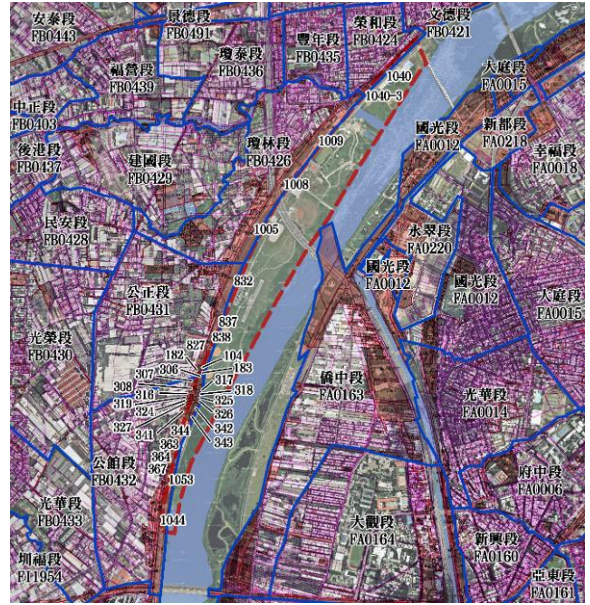 安泰段
FB0443
景德段
FB0491
榮和段
FB0424
文德段
FB0421
豐年段
FB0435
瓊泰段
FB0436
福營段
FB0439
1040
1040-3
大庭段
FA0015
中正段
FB0403
國光段
FA0012
新都段
FA0218
後港段
FB0437
建國段
FB0429
瓊林段
FB0426
1009
幸福段
FA0018
1008
民安段
FB0428
1005
水翠段
FA0220
國光段
FA0012
國光段
FA0012
832
公正段
FB0431
大庭段
FA0015
837
838
827
光榮段
FB0430
182
104
306
183
307
317
僑中段
FA0163
308
316
318
319
325
光華段
FA0014
324
326
327
342
341
344
343
363
公館段
FB0432
364
367
1053
府中段
FA0006
光華段
FB0433
1044
大觀段
FA0164
新興段
FA0160
圳福段
FI1954
亞東段
FA0161